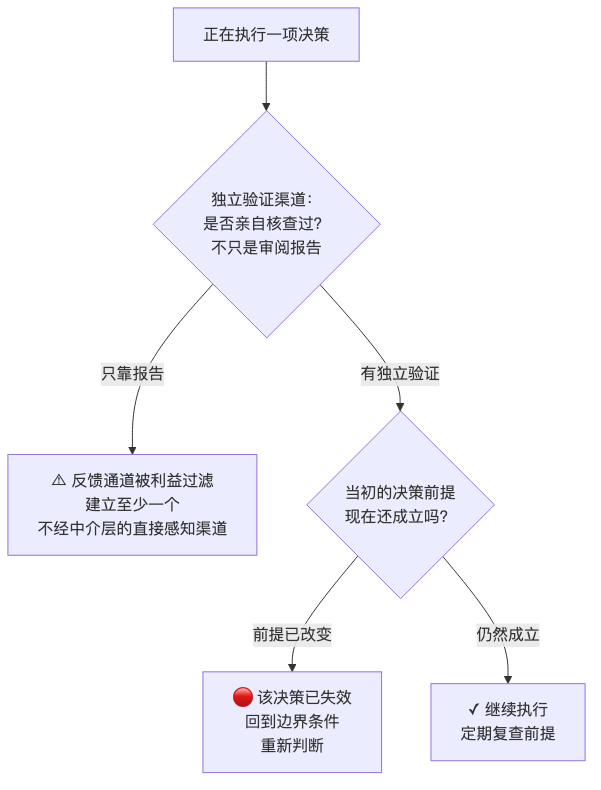 正在执行一项决策
独立验证渠道：
是否亲自核查过？
不只是审阅报告
只靠报告
有独立验证
⚠ 反馈通道被利益过滤
建立至少一个
不经中介层的直接感知渠道
当初的决策前提
现在还成立吗？
前提已改变
仍然成立
🔴 该决策已失效
回到边界条件
重新判断
✓ 继续执行
定期复查前提